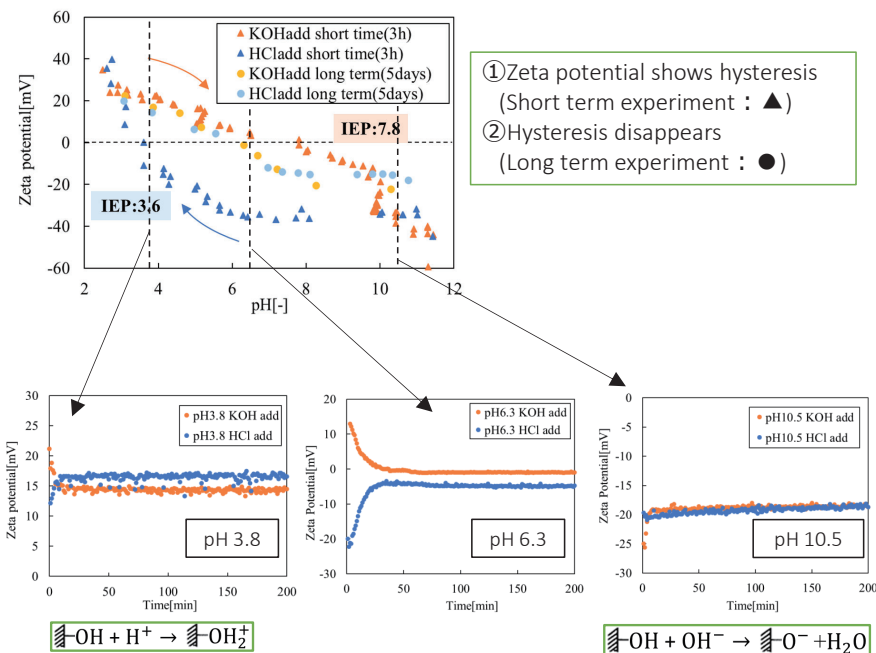 60
40
20
0
-20
-40
-60
Zeta potential[mV]
KOHadd short time(3h)
HCladd short time(3h)
KOHadd long term(5days)
HCladd long term(5days)
IEP:7.8
IEP:3.6
2 4 6 8 10 12
pH[-]
①Zeta potential shows hysteresis
(Short term experiment : ▲)
②Hysteresis disappears
(Long term experiment : ●)
30
25
20
15
10
5
0
Zeta potential[mV]
pH3.8 KOH add
pH3.8 HCl add
pH 3.8
0 50 100 150 200
Time[min]
20
10
0
-10
-20
-30
Zeta potential[mV]
pH6.3 KOH add
pH6.3 HCl add
pH 6.3
0 50 100 150 200
Time[min]
0
-5
-10
-15
-20
-25
-30
Zeta Potential[mV]
pH10.5 KOH add
pH10.5 HCl add
pH 10.5
0 50 100 150 200
Time[min]
-OH + H⁺ → -OH₂⁺
-OH + OH⁻ → -O⁻ +H₂O